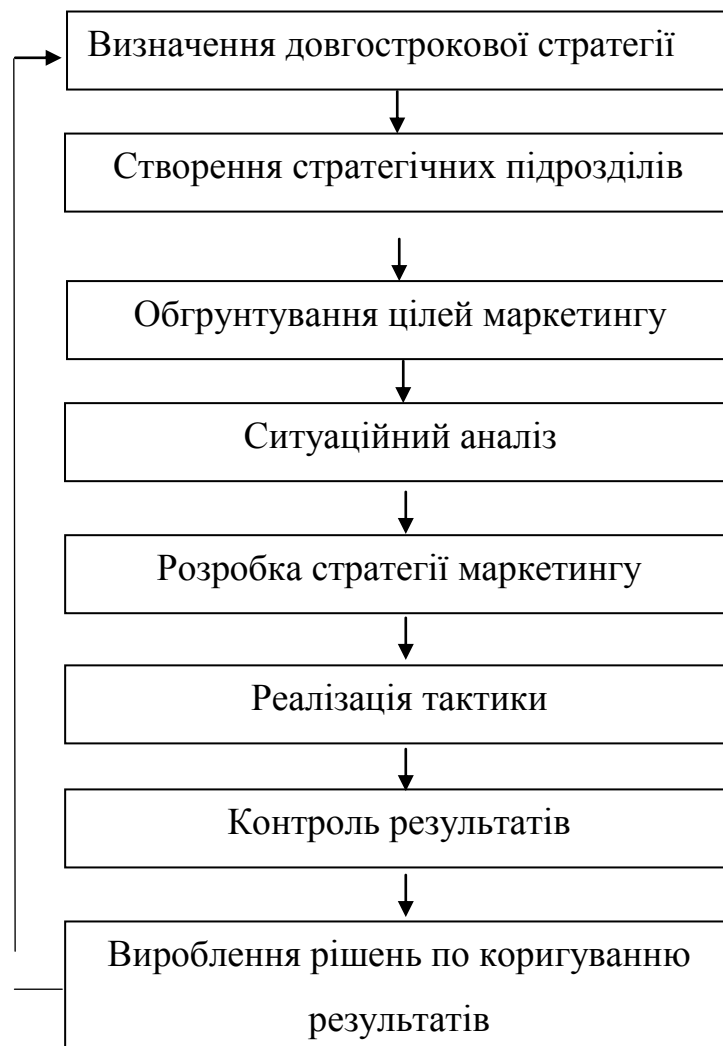 Визначення довгострокової стратегії
Створення стратегічних підрозділів
Обгрунтування цілей маркетингу
Ситуаційний аналіз
Розробка стратегії маркетингу
Реалізація тактики
Контроль результатів
Вироблення рішень по коригуванню
результатів